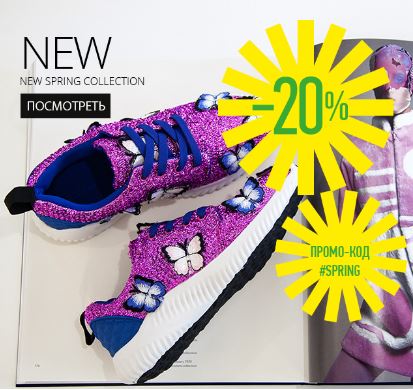 NEW
NEW SPRING COLLECTION
ПОСМОТРЕТЬ
-20%
ПРОМО-КОД
#SPRING